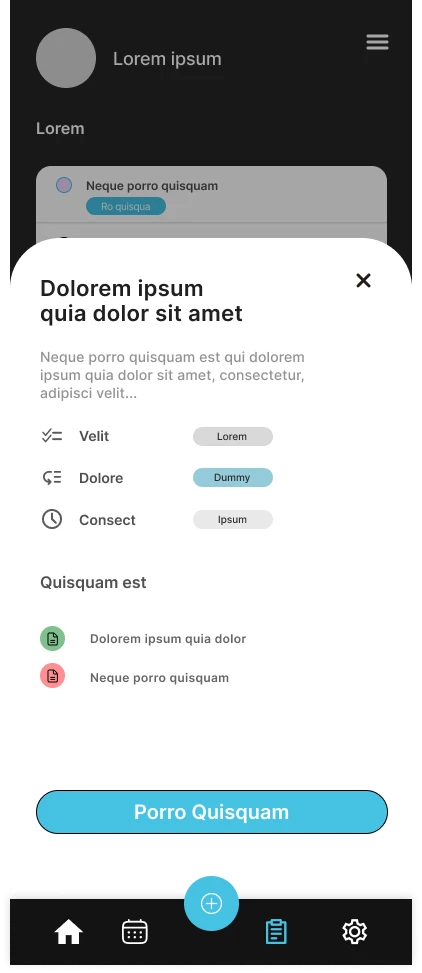 Lorem ipsum
Lorem
Neque porro quisquam
Ro quisqua
Dolorem ipsum
quia dolor sit amet
Neque porro quisquam est qui dolorem
ipsum quia dolor sit amet, consectetur,
adipisci velit...
Velit
Lorem
Dolore
Dummy
Consect
Ipsum
Quisquam est
Dolorem ipsum quia dolor
Neque porro quisquam
Porro Quisquam